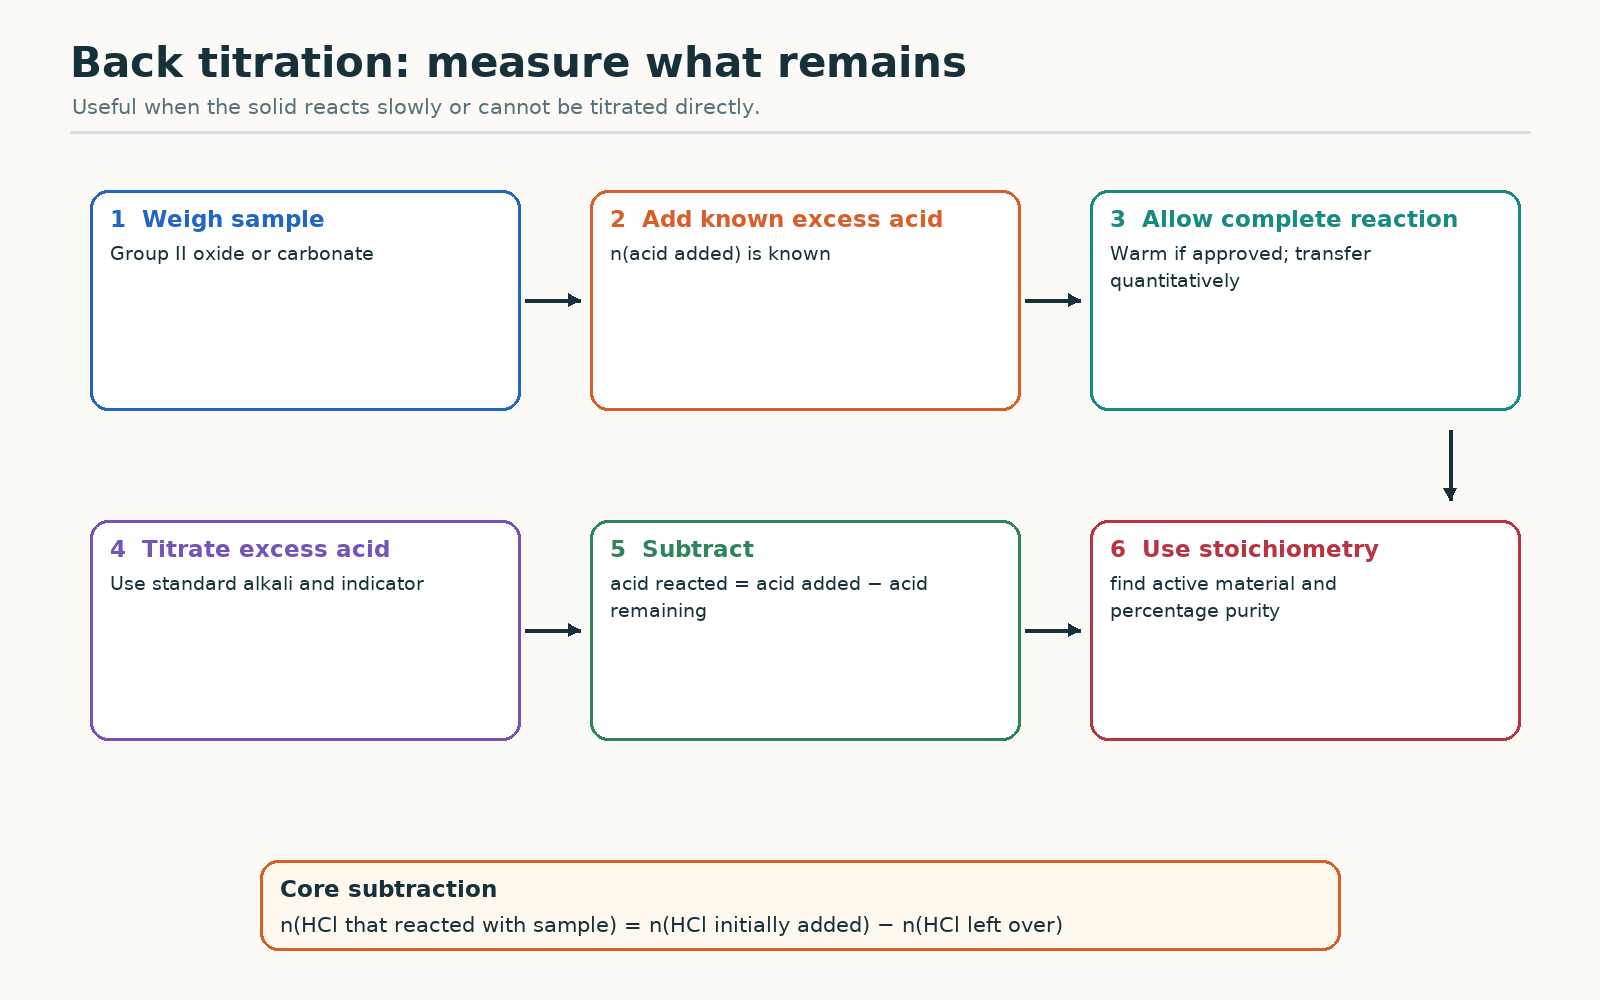 Back titration: measure what remains
Useful when the solid reacts slowly or cannot be titrated directly.
1 Weigh sample
Group II oxide or carbonate
2 Add known excess acid
n(acid added) is known
3 Allow complete reaction
Warm if approved; transfer
quantitatively
4 Titrate excess acid
Use standard alkali and indicator
5 Subtract
acid reacted = acid added − acid
remaining
6 Use stoichiometry
find active material and
percentage purity
Core subtraction
n(HCl that reacted with sample) = n(HCl initially added) − n(HCl left over)